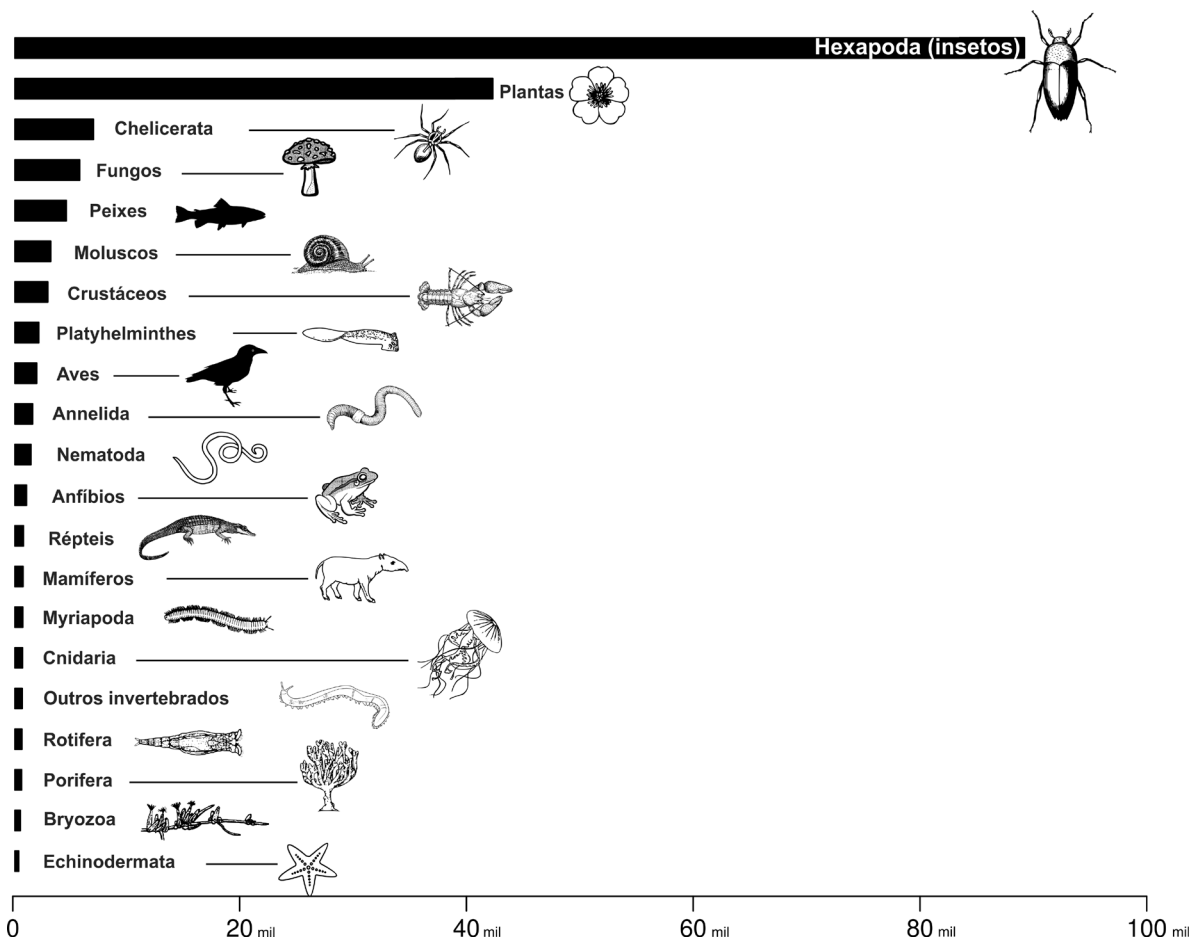 Hexapoda (insetos)
Plantas
Chelicerata
Fungos
Peixes
Moluscos
Crustáceos
Platyhelminthes
Aves
Annelida
Nematoda
Anfíbios
Répteis
Mamíferos
Myriapoda
Cnidaria
Outros invertebrados
Rotifera
Porifera
Bryozoa
Echinodermata
0 20 mil 40 mil 60 mil 80 mil 100 mil